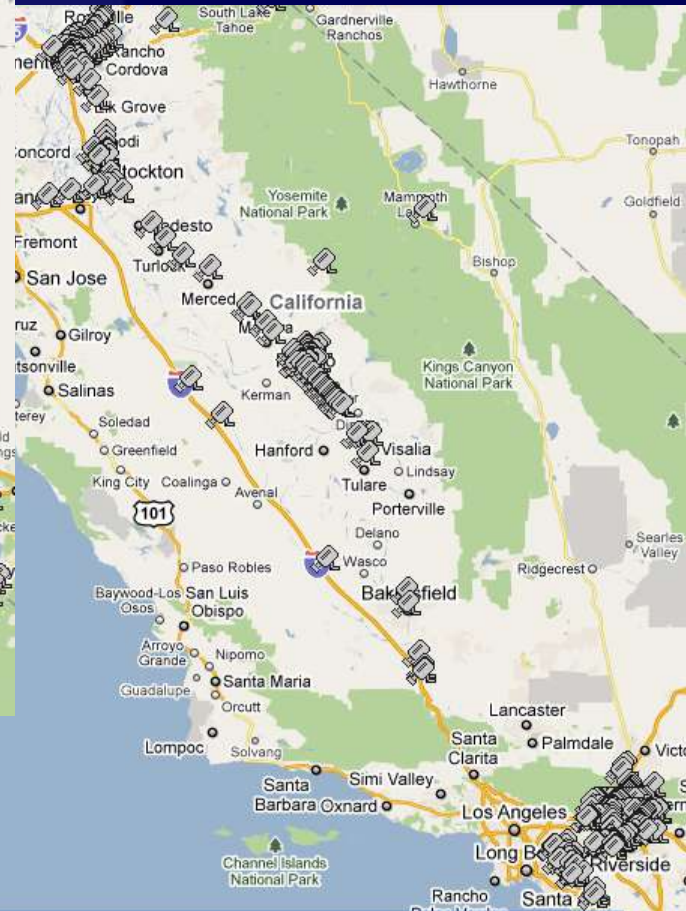 South Lake
Tahoe
Gardnerville
Ranchos
Rancho
Cordova
Hawthorne
Elk Grove
Tonopah
Concord
Stockton
Yosemite
National Park
Mammoth
Goldfield
Fremont
Bishop
Turlock
San Jose
Merced
California
Gilroy
Kings Canyon
National Park
Salinas
Kerman
Soledad
Greenfield
Hanford
Visalia
Lindsay
King City
Coalinga
Tulare
Avenal
Porterville
101
Delano
Searles
Valley
Paso Robles
Wasco
Ridgecrest
Baywood-Los
Osos
San Luis
Obispo
Bakersfield
Arroyo
Grande
Nipomo
Guadalupe
Santa Maria
Orcutt
Lancaster
Lompoc
Solvang
Santa
Clarita
Palmdale
Victo
Santa
Barbara
Simi Valley
Oxnard
Los Angeles
Long B
Riverside
Channel Islands
National Park
Rancho
Santa